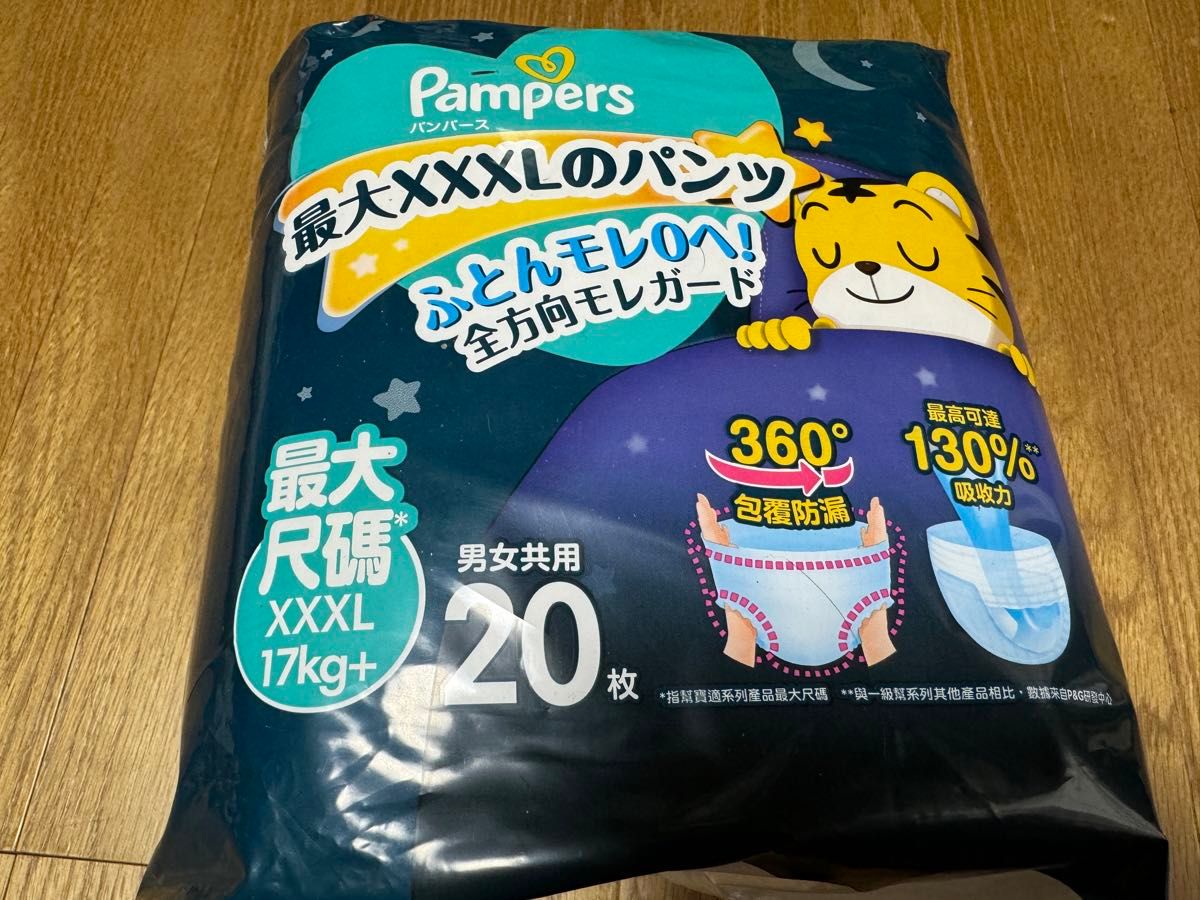 Pampers
パンパース
最大XXXLのパンツ
ふとんモレ0へ!
全方向モレガード
最大
尺碼*
XXXL
17kg+
男女共用
20枚
360°
包覆防漏
最高可達
130%**
吸收力
*指幫寶適系列產品最大尺碼 **與一級幫系列其他產品相比，數據來自P&G研發中心